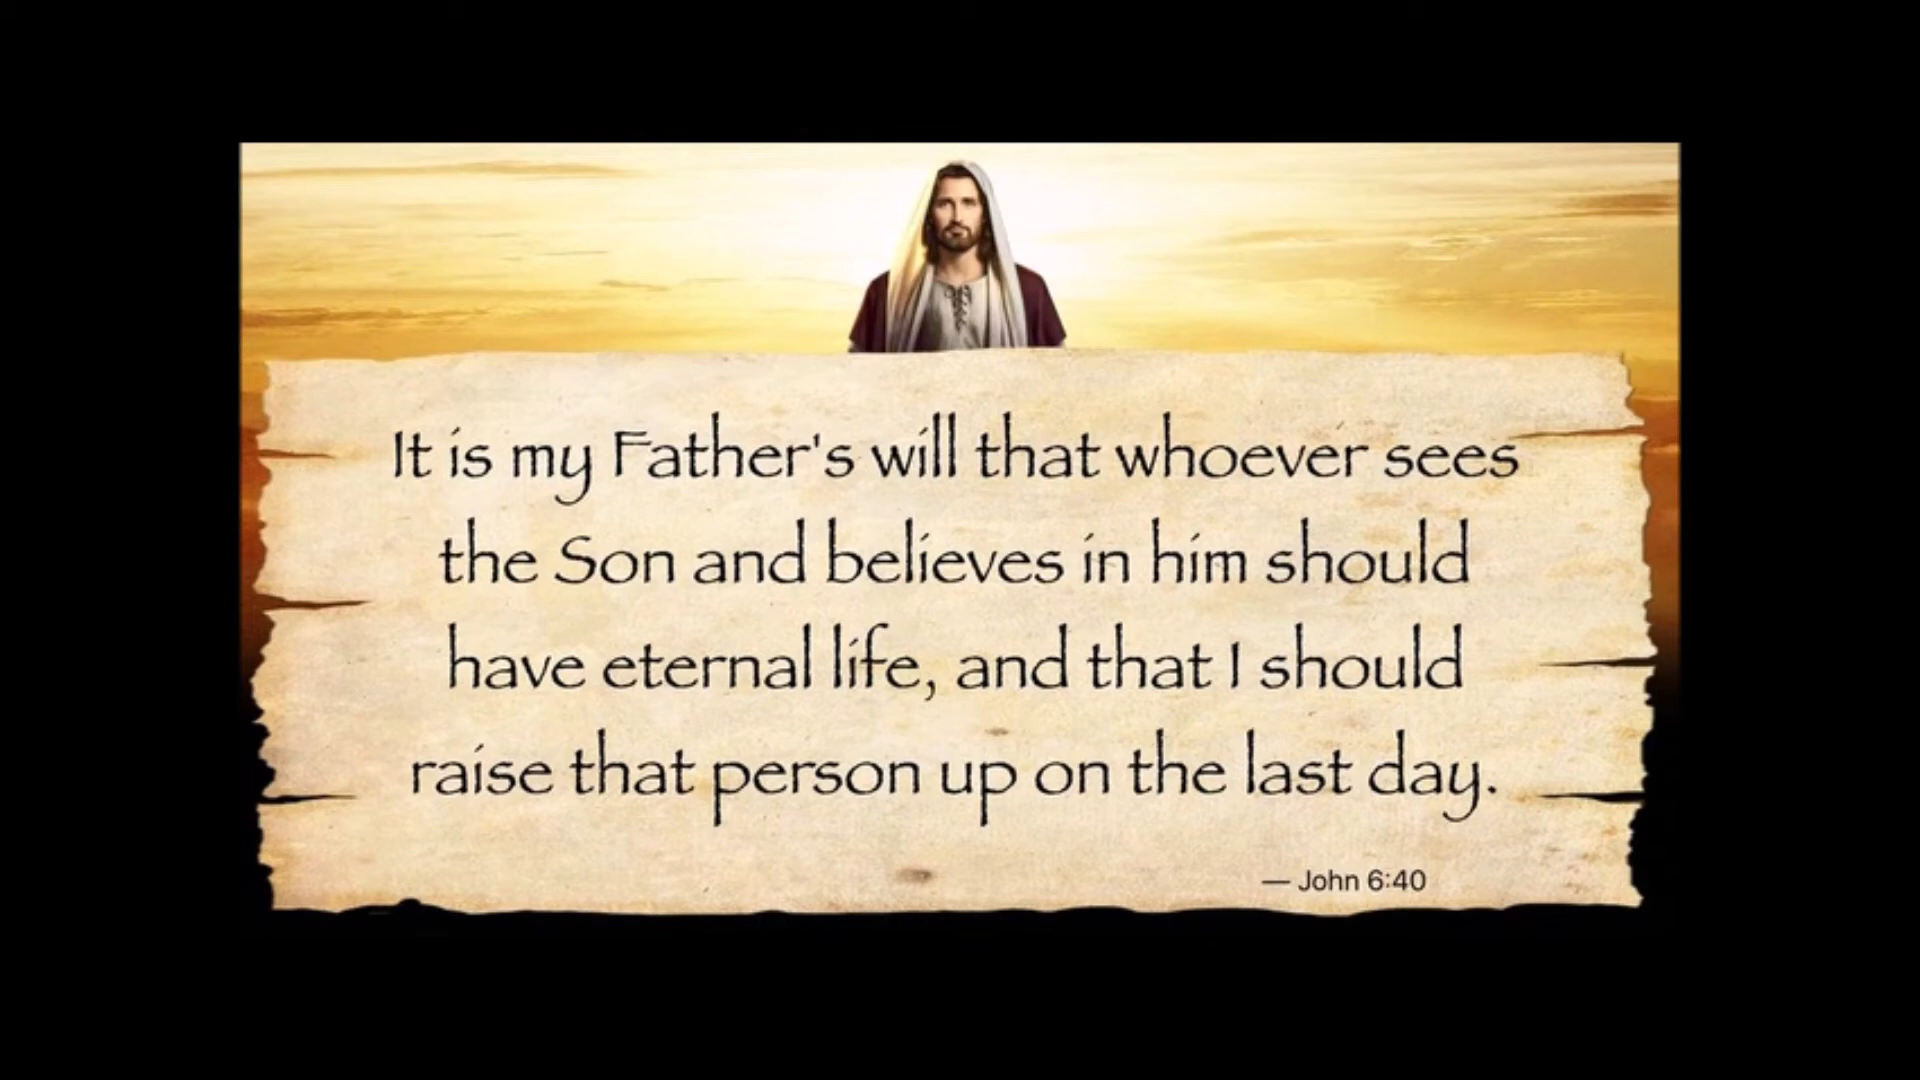 It is my Father's will that whoever sees
the Son and believes in him should
have eternal life, and that I should
raise that person up on the last day.
— John 6:40